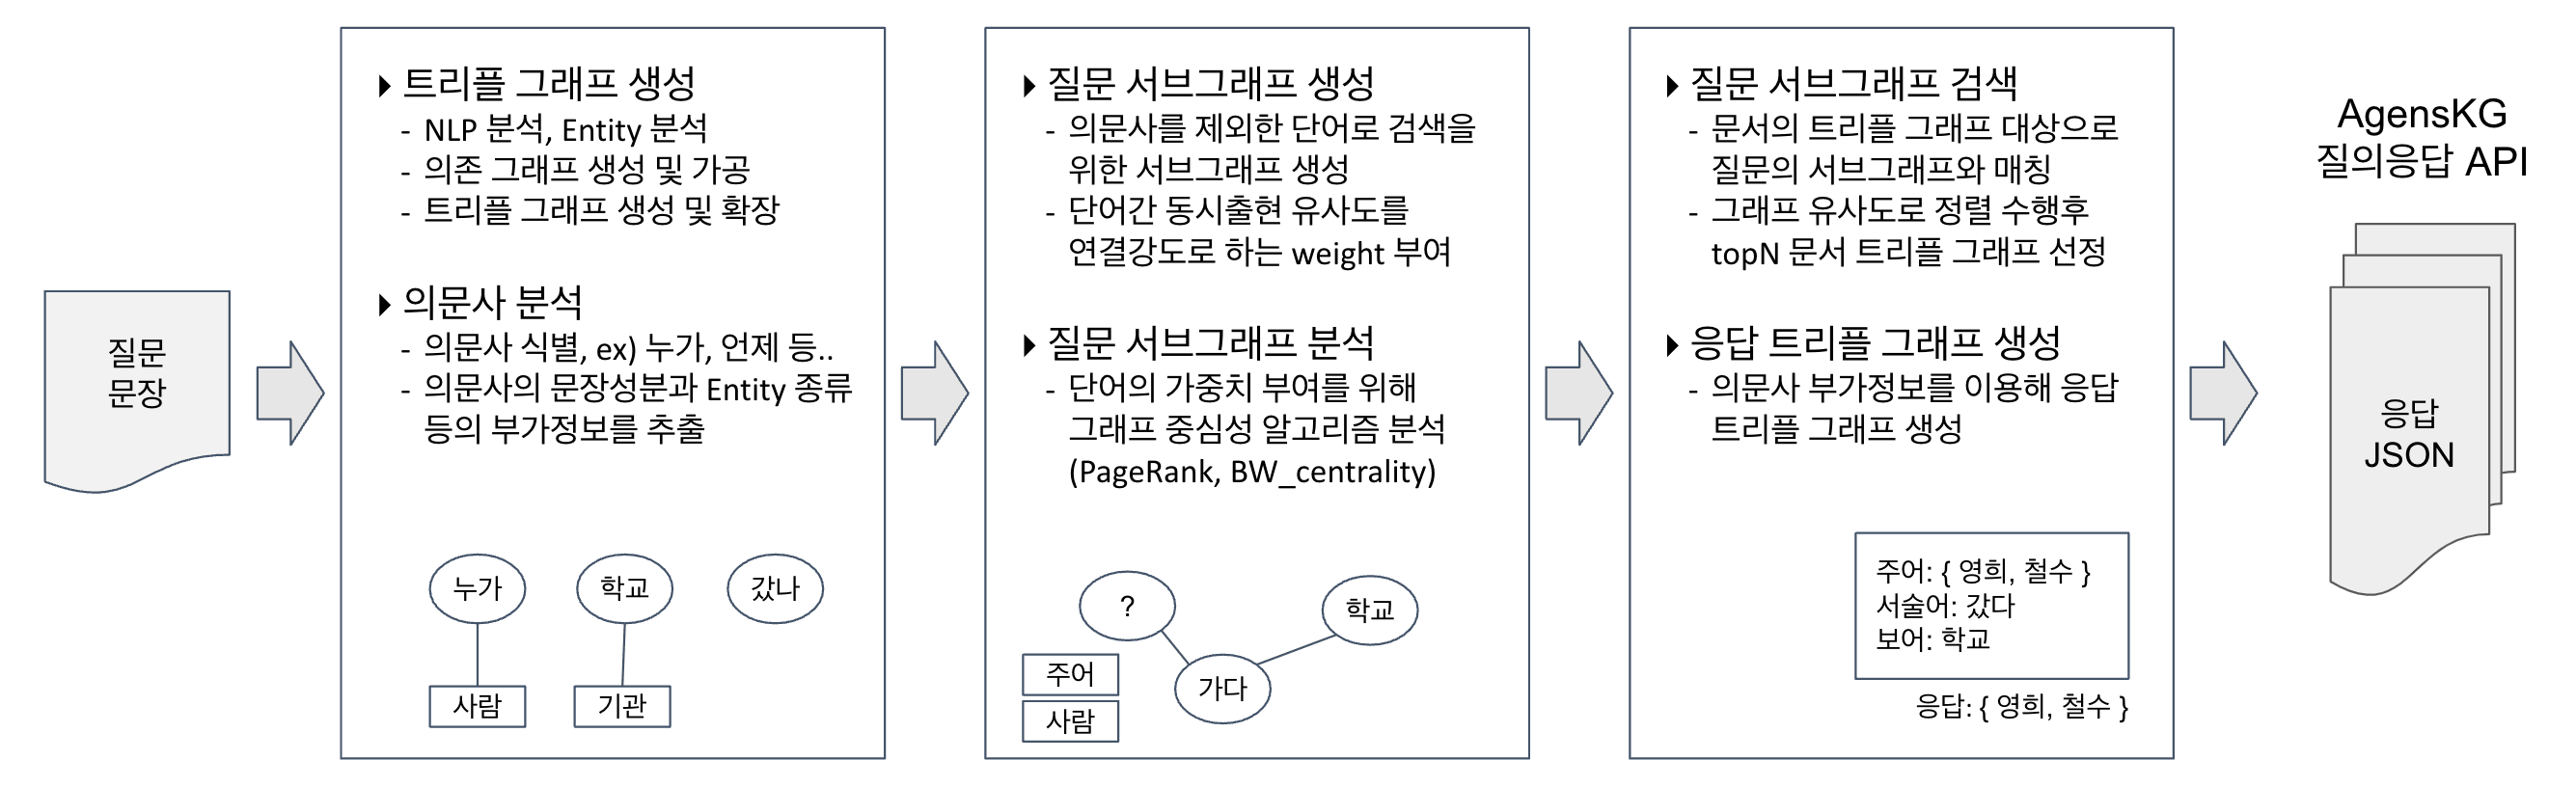 질문
문장
▶ 트리플 그래프 생성
- NLP 분석, Entity 분석
- 의존 그래프 생성 및 가공
- 트리플 그래프 생성 및 확장
▶ 의문사 분석
- 의문사 식별, ex) 누가, 언제 등..
- 의문사의 문장성분과 Entity 종류
등의 부가정보를 추출
누가
학교
갔나
사람
기관
▶ 질문 서브그래프 생성
- 의문사를 제외한 단어로 검색을
위한 서브그래프 생성
- 단어간 동시출현 유사도를
연결강도로 하는 weight 부여
▶ 질문 서브그래프 분석
- 단어의 가중치 부여를 위해
그래프 중심성 알고리즘 분석
(PageRank, BW_centrality)
?
학교
주어
가다
사람
▶ 질문 서브그래프 검색
- 문서의 트리플 그래프 대상으로
질문의 서브그래프와 매칭
- 그래프 유사도로 정렬 수행후
topN 문서 트리플 그래프 선정
▶ 응답 트리플 그래프 생성
- 의문사 부가정보를 이용해 응답
트리플 그래프 생성
주어: { 영희, 철수 }
서술어: 갔다
보어: 학교
응답: { 영희, 철수 }
AgensKG
질의응답 API
응답
JSON